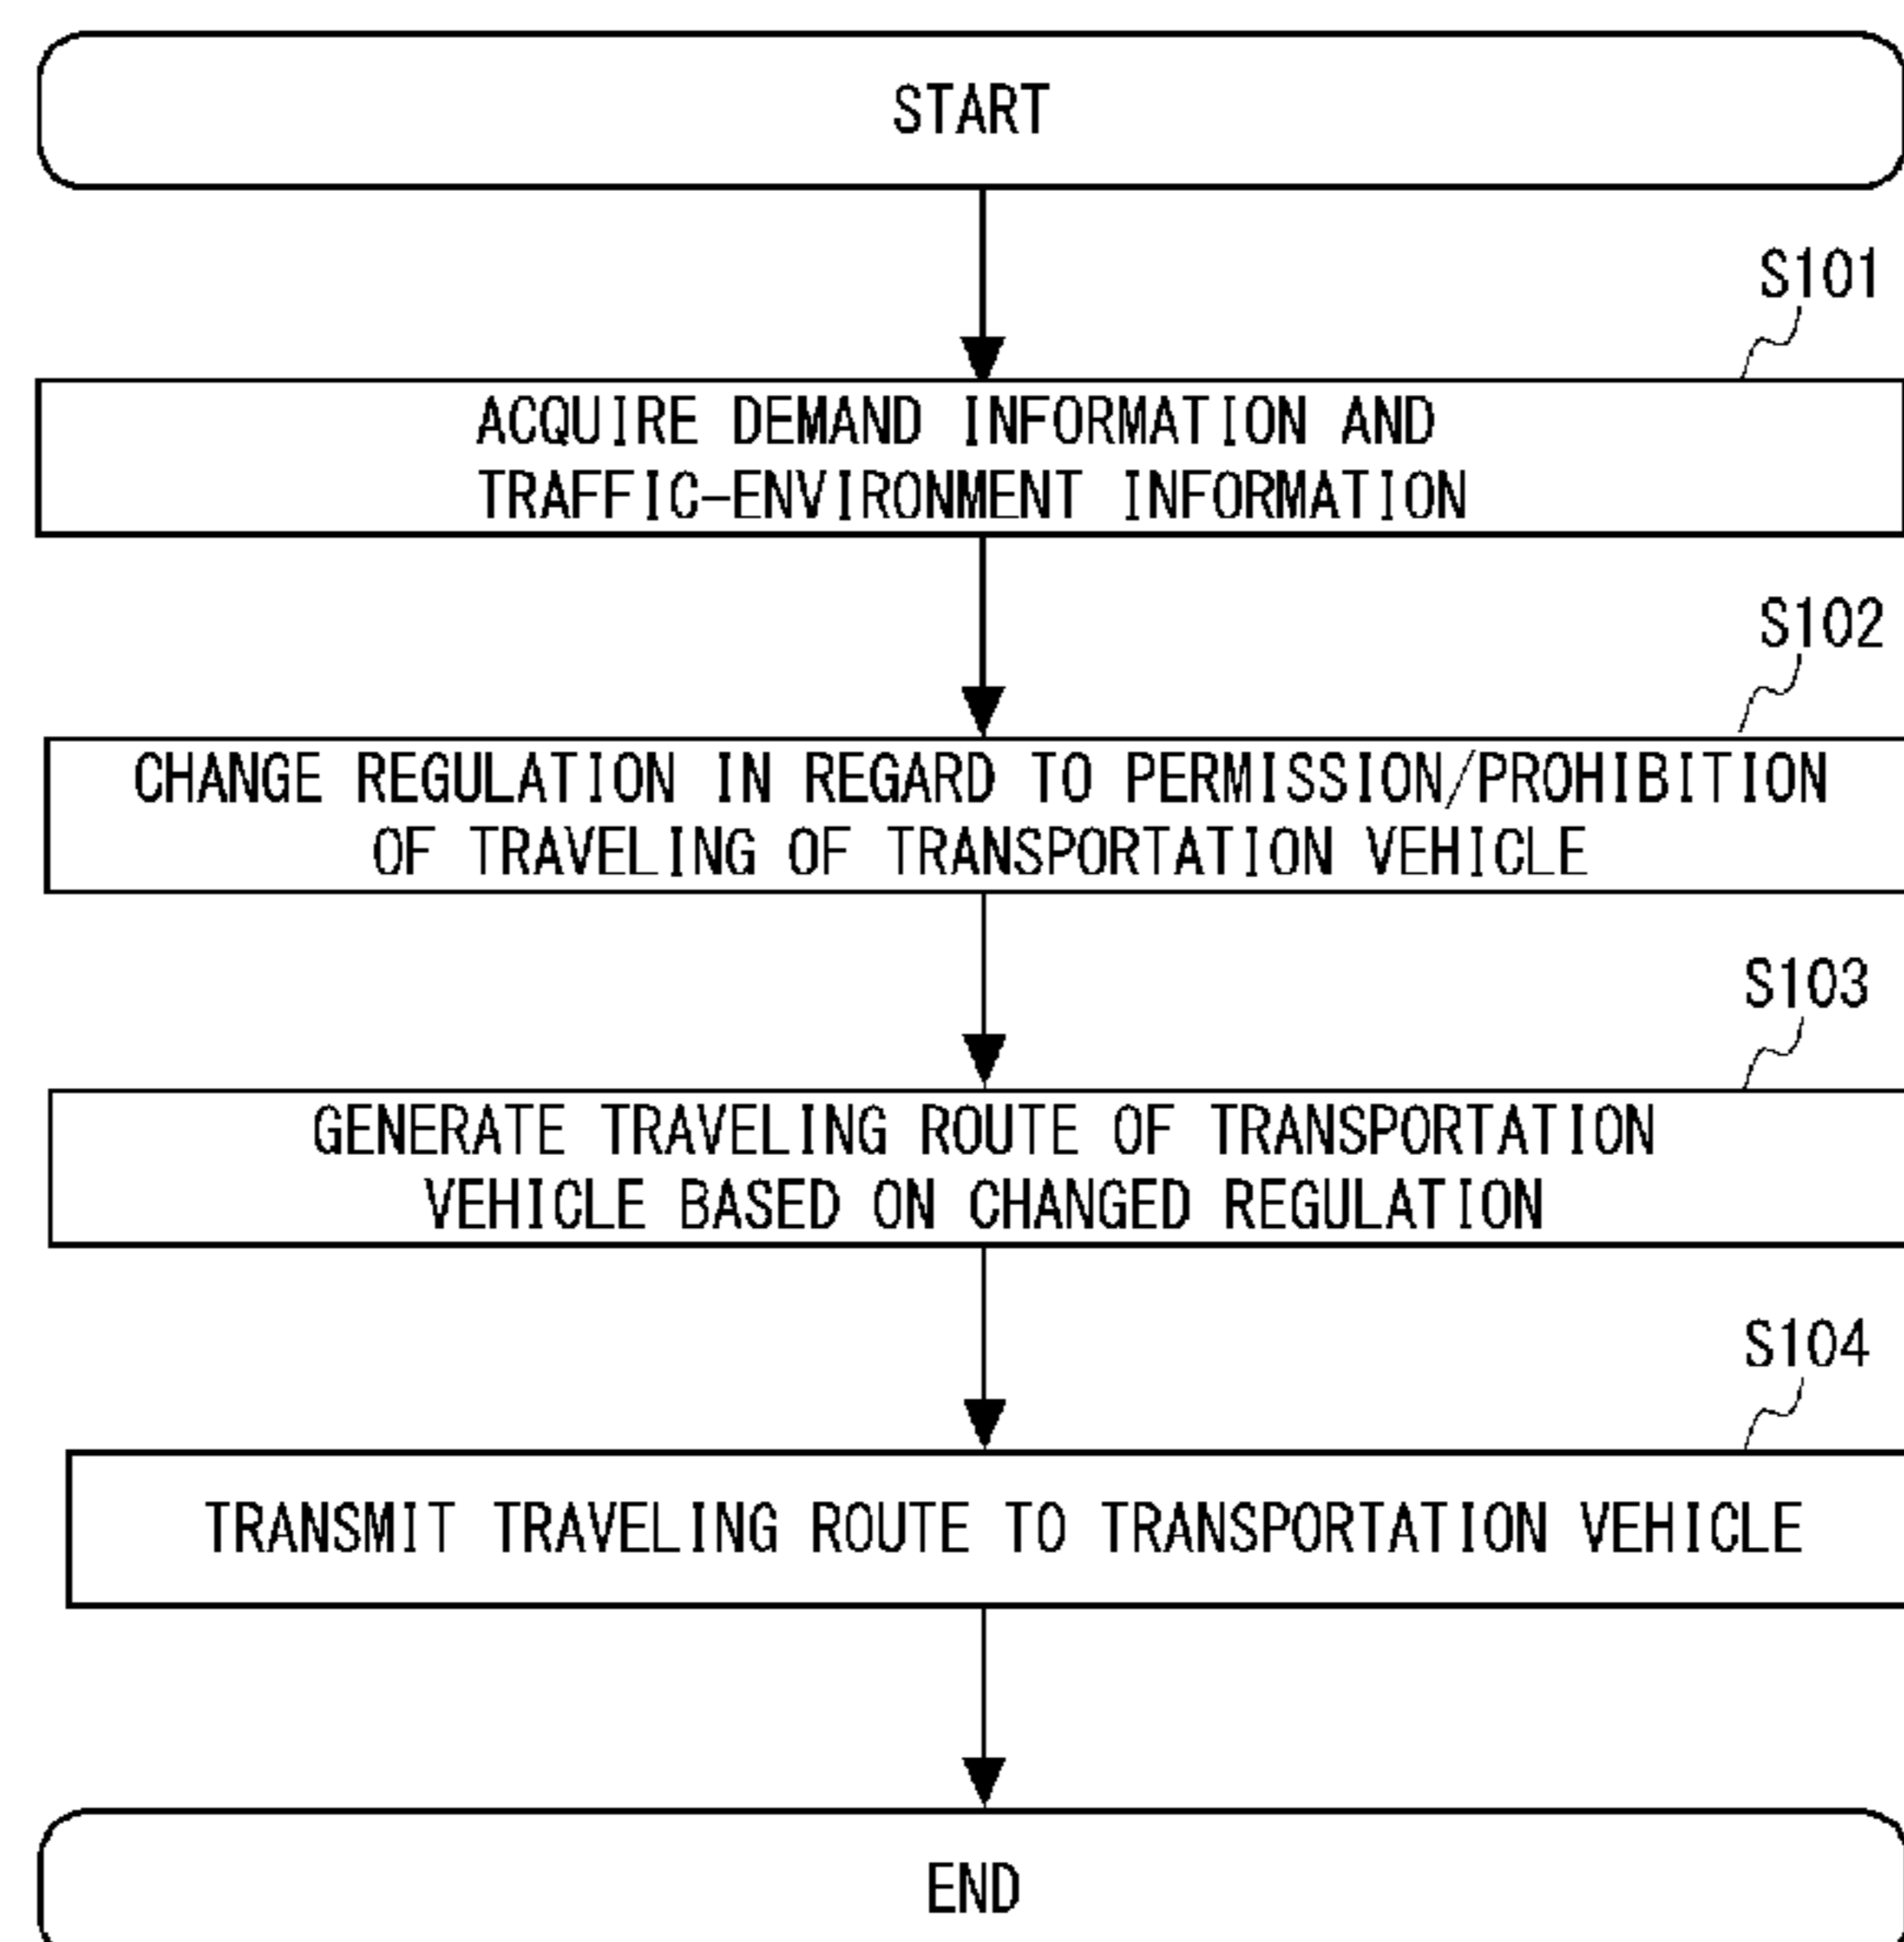 START
S101
ACQUIRE DEMAND INFORMATION AND
TRAFFIC-ENVIRONMENT INFORMATION
S102
CHANGE REGULATION IN REGARD TO PERMISSION/PROHIBITION
OF TRAVELING OF TRANSPORTATION VEHICLE
S103
GENERATE TRAVELING ROUTE OF TRANSPORTATION
VEHICLE BASED ON CHANGED REGULATION
S104
TRANSMIT TRAVELING ROUTE TO TRANSPORTATION VEHICLE
END